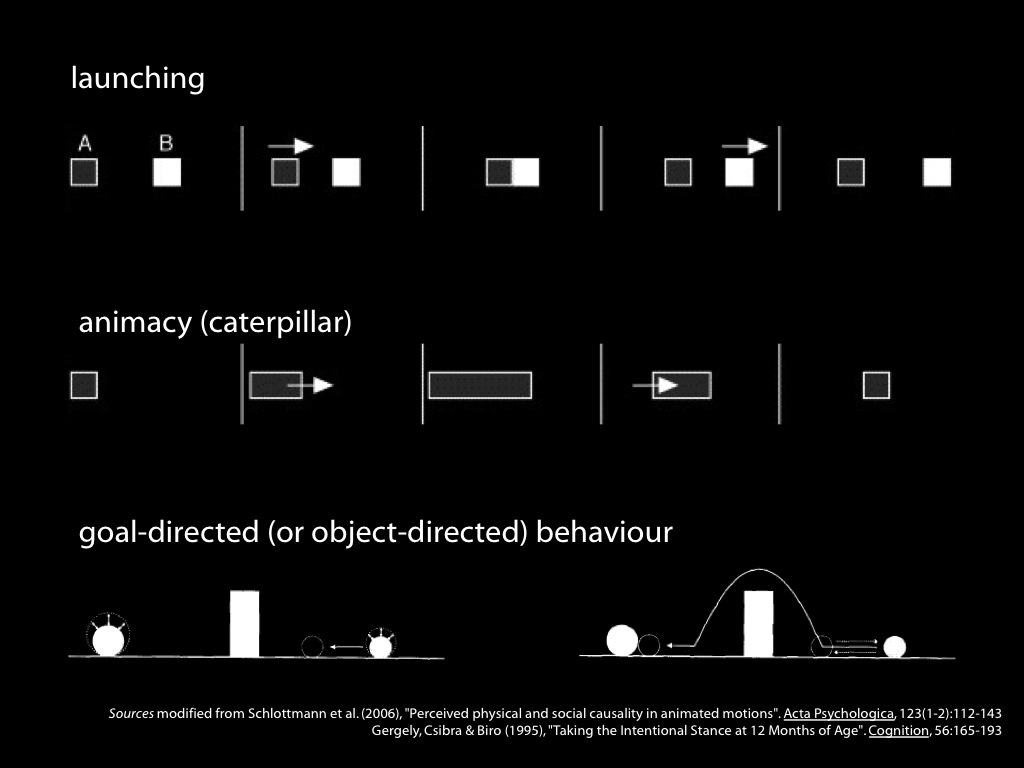 launching
A B
animacy (caterpillar)
goal-directed (or object-directed) behaviour
Sources modified from Schlottmann et al. (2006), "Perceived physical and social causality in animated motions". Acta Psychologica, 123(1-2):112-143
Gergely, Csibra & Biro (1995), "Taking the Intentional Stance at 12 Months of Age". Cognition, 56:165-193